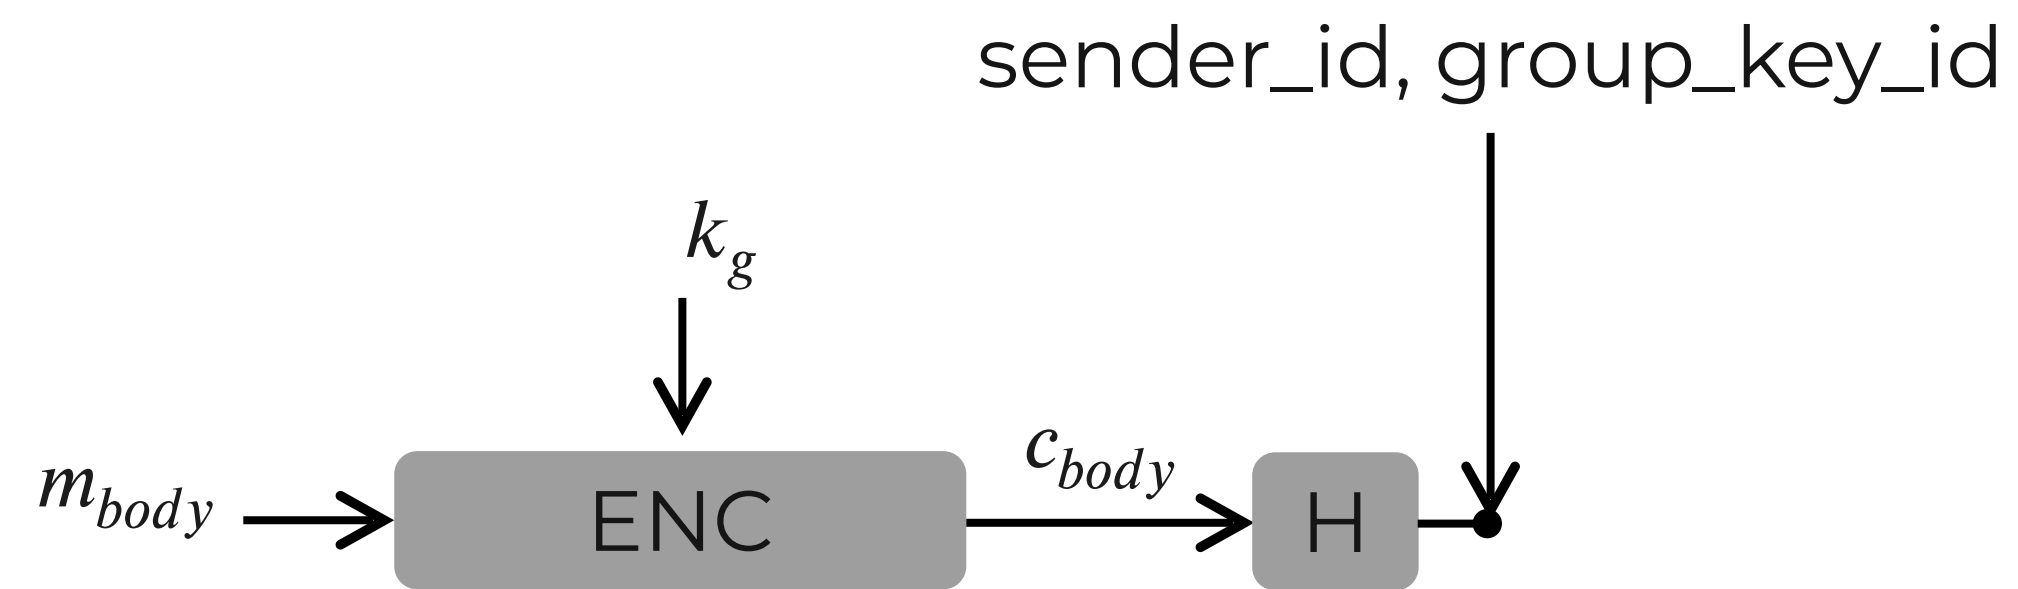 sender_id, group_key_id
k_g
m_body
ENC
c_body
H